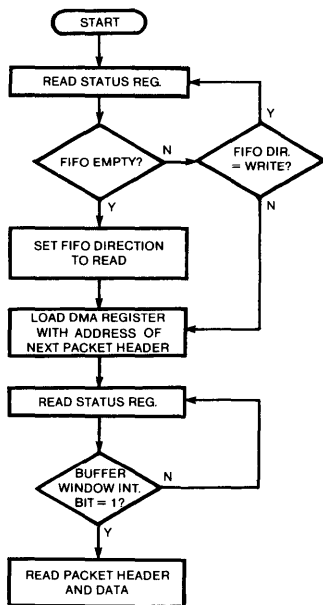 START
READ STATUS REG.
Y
FIFO EMPTY?
N
FIFO DIR.
= WRITE?
Y
N
SET FIFO DIRECTION
TO READ
LOAD DMA REGISTER
WITH ADDRESS OF
NEXT PACKET HEADER
READ STATUS REG.
BUFFER
WINDOW INT.
BIT = 1?
N
Y
READ PACKET HEADER
AND DATA